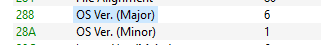 288 OS Ver. (Major) 6
28A OS Ver. (Minor) 1